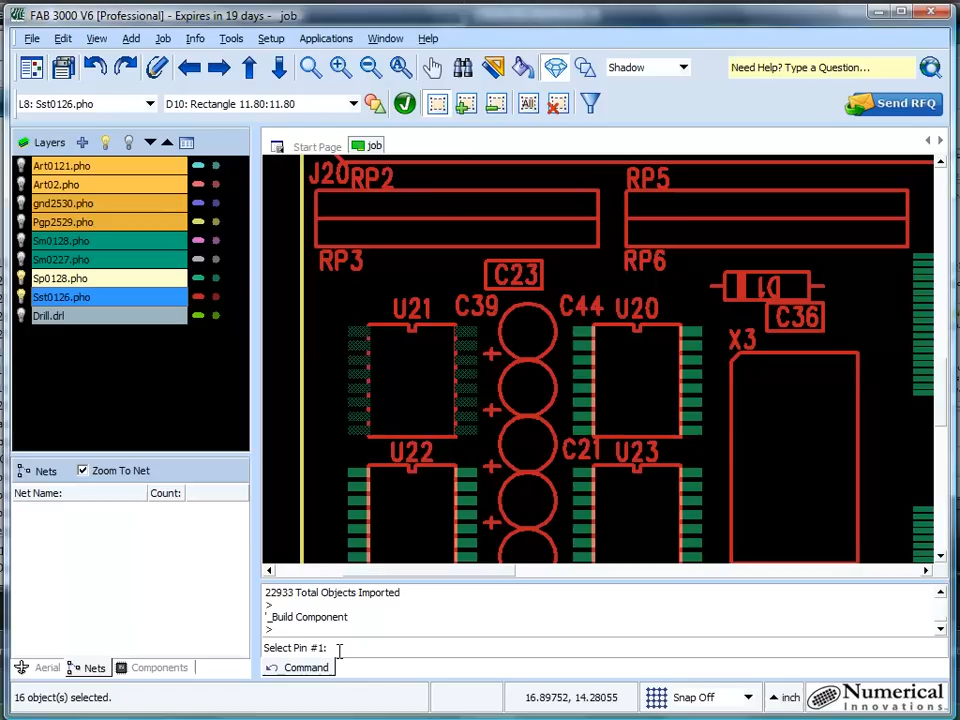 FAB 3000 V6 [Professional] - Expires in 19 days - job
File Edit View Add Job Info Tools Setup Applications Window Help
Shadow
Need Help? Type a Question...
L8: Sst0126.pho
D10: Rectangle 11.80:11.80
All
Send RFQ
Layers
Start Page
job
Art0121.pho
Art02.pho
gnd2530.pho
Pgp2529.pho
Sm0128.pho
Sm0227.pho
Sp0128.pho
Sst0126.pho
Drill.drl
J20
RP2
RP5
RP3
RP6
C23
D1
C36
U21
C39
C44
U20
X3
U22
C21
U23
Nets
Zoom To Net
Net Name:
Count:
22933 Total Objects Imported
>
'_Build Component
>
Select Pin #1:
Command
Aerial
Nets
Components
16 object(s) selected.
16.89752, 14.28055
Snap Off
inch
Numerical
Innovations